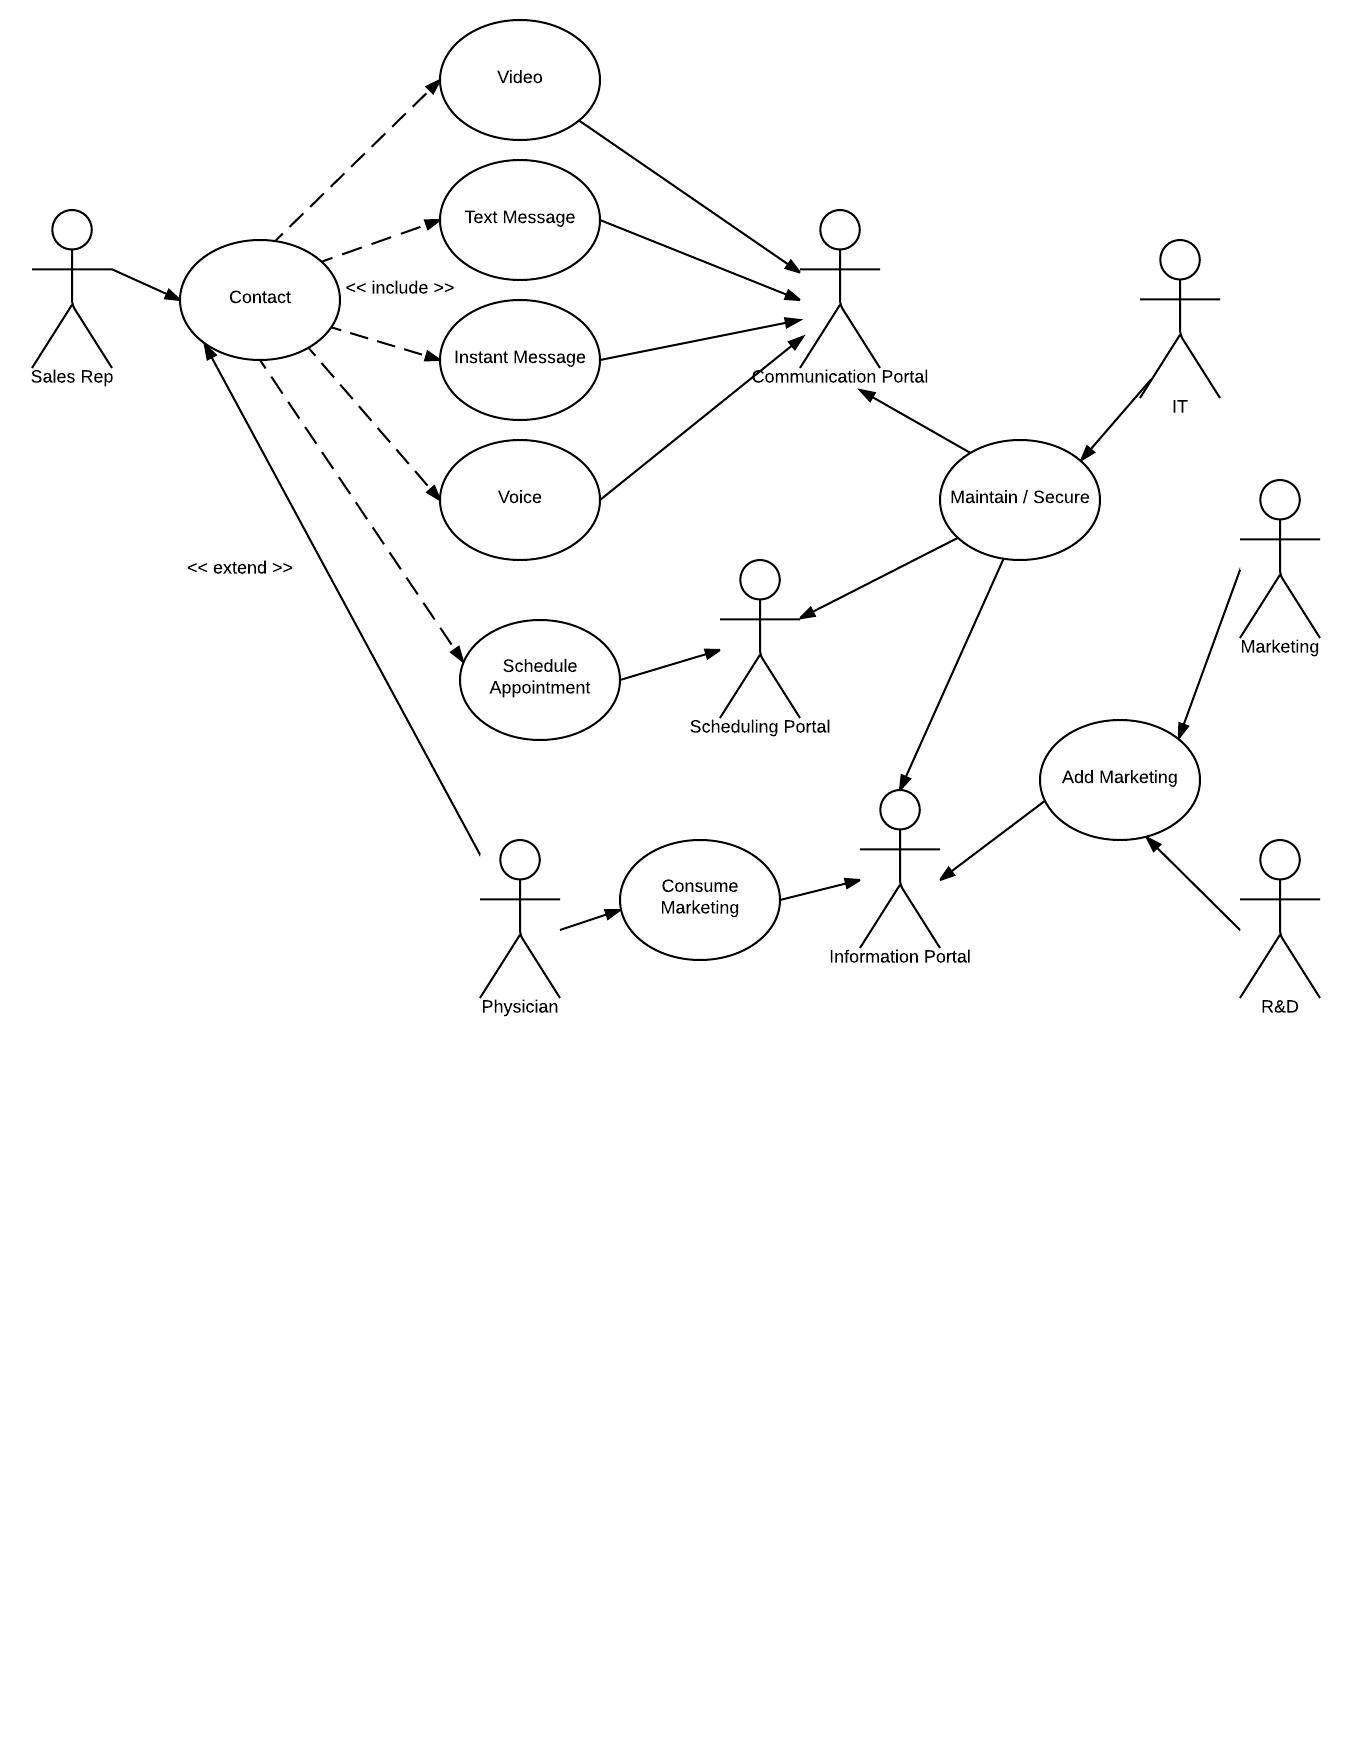 Video
Text Message
Contact
<< include >>
Instant Message
Sales Rep
Communication Portal
IT
Voice
Maintain / Secure
<< extend >>
Marketing
Schedule
Appointment
Scheduling Portal
Add Marketing
Consume
Marketing
Information Portal
Physician
R&D